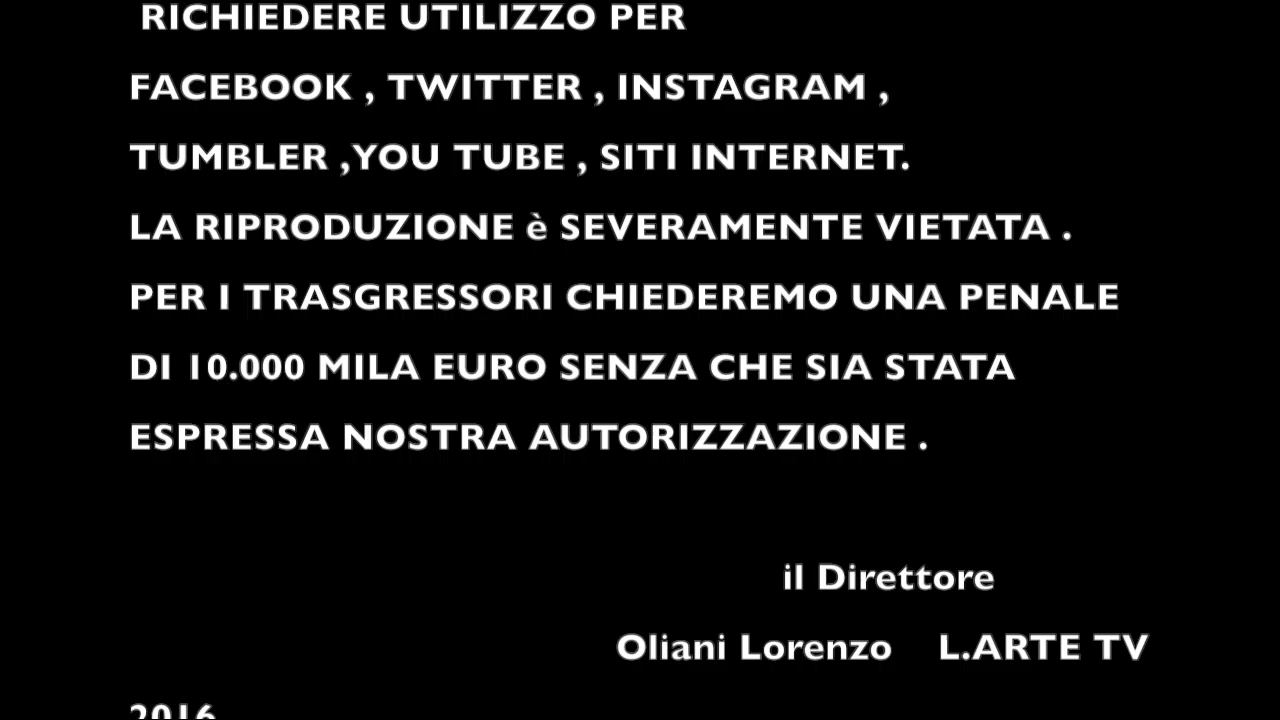 RICHIEDERE UTILIZZO PER
FACEBOOK , TWITTER , INSTAGRAM ,
TUMBLER ,YOU TUBE , SITI INTERNET.
LA RIPRODUZIONE è SEVERAMENTE VIETATA .
PER I TRASGRESSORI CHIEDEREMO UNA PENALE
DI 10.000 MILA EURO SENZA CHE SIA STATA
ESPRESSA NOSTRA AUTORIZZAZIONE .
il Direttore
Oliani Lorenzo L.ARTE TV
2016